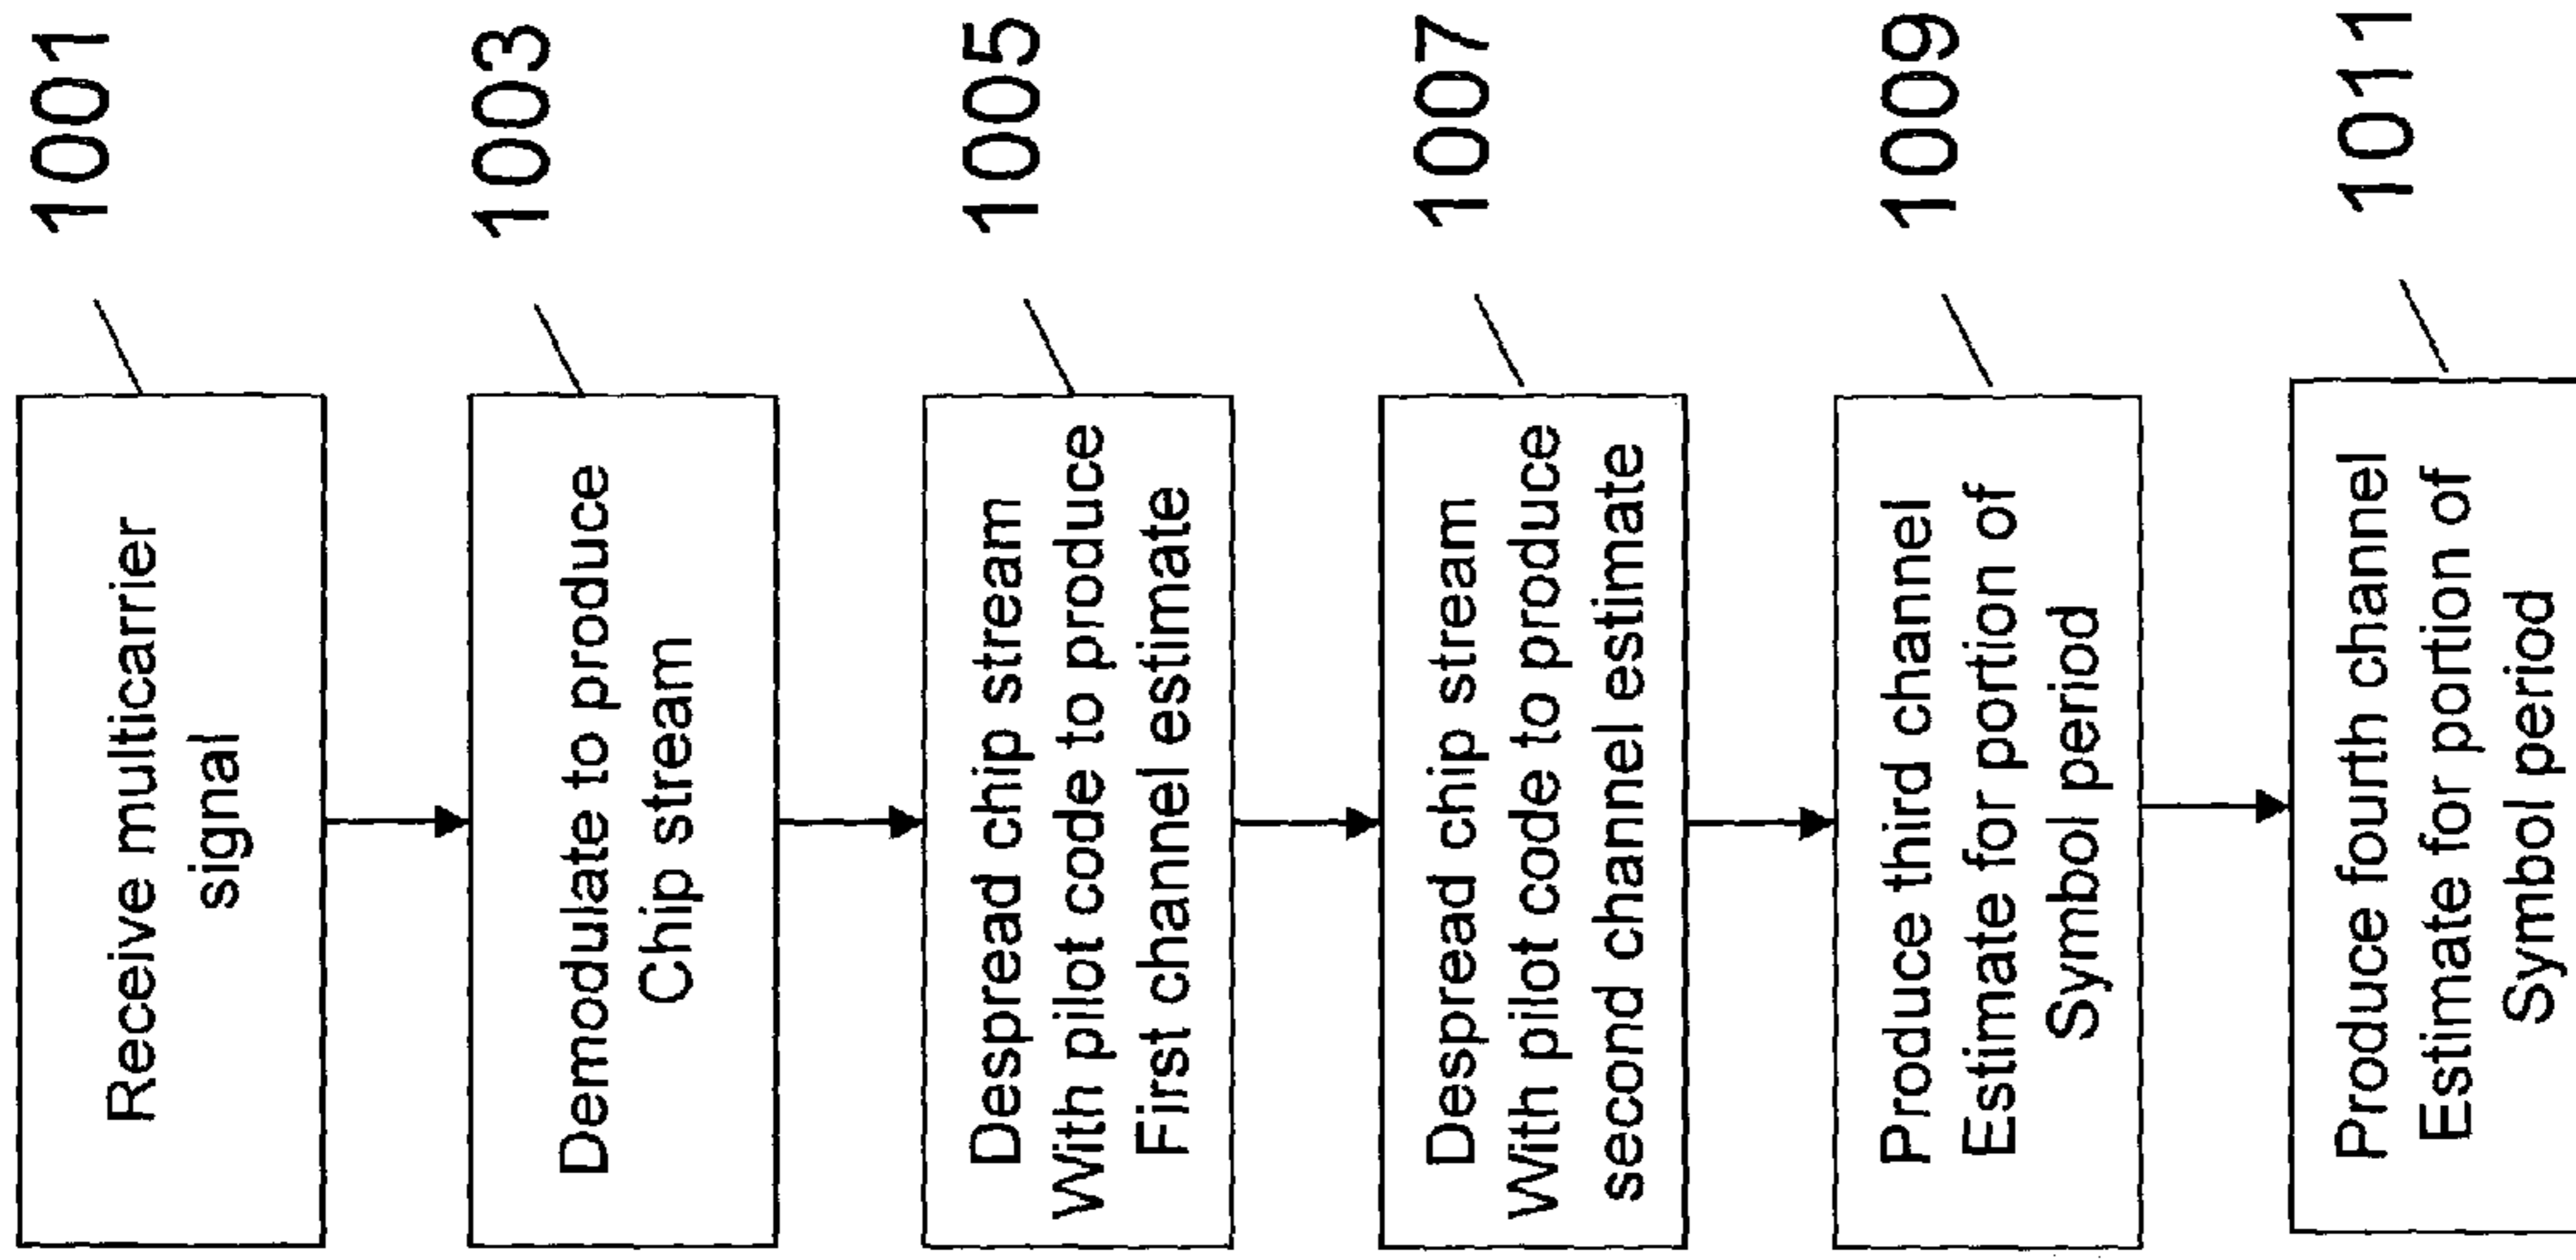 1001
Receive multicarrier
signal
1003
Demodulate to produce
Chip stream
1005
Despread chip stream
With pilot code to produce
First channel estimate
1007
Despread chip stream
With pilot code to produce
second channel estimate
1009
Produce third channel
Estimate for portion of
Symbol period
1011
Produce fourth channel
Estimate for portion of
Symbol period